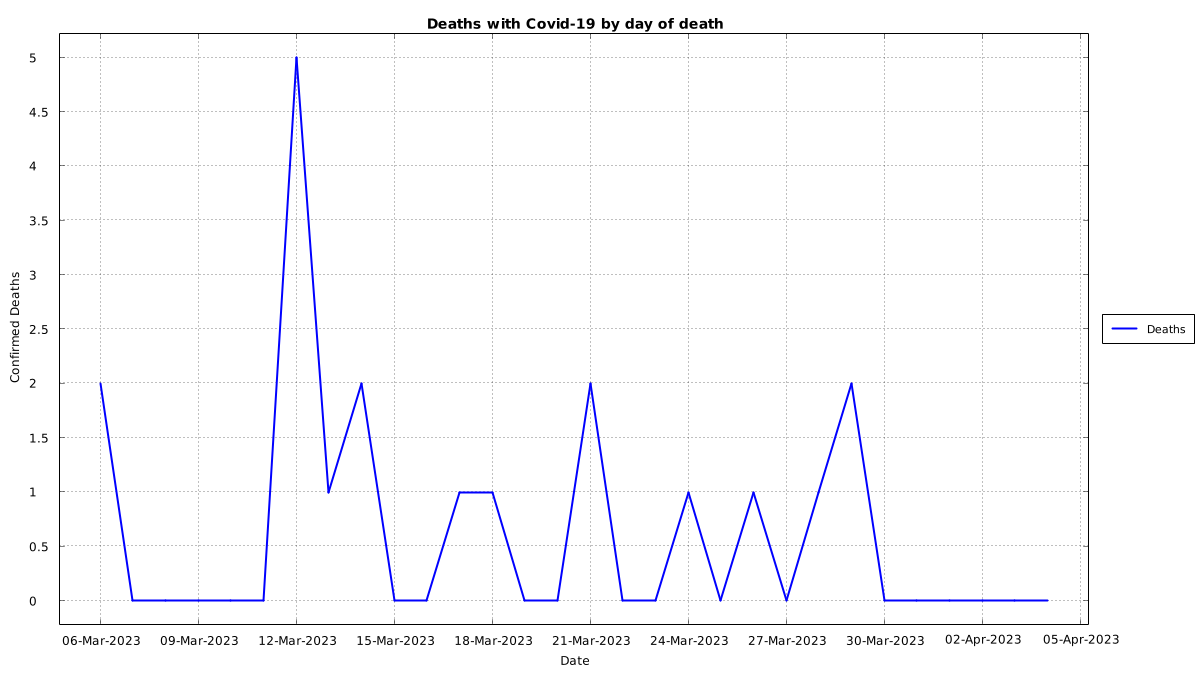 Deaths with Covid-19 by day of death
5
4.5
4
3.5
3
2.5
2
1.5
1
0.5
0
Confirmed Deaths
Deaths
06-Mar-2023 09-Mar-2023 12-Mar-2023 15-Mar-2023 18-Mar-2023 21-Mar-2023 24-Mar-2023 27-Mar-2023 30-Mar-2023 02-Apr-2023 05-Apr-2023
Date